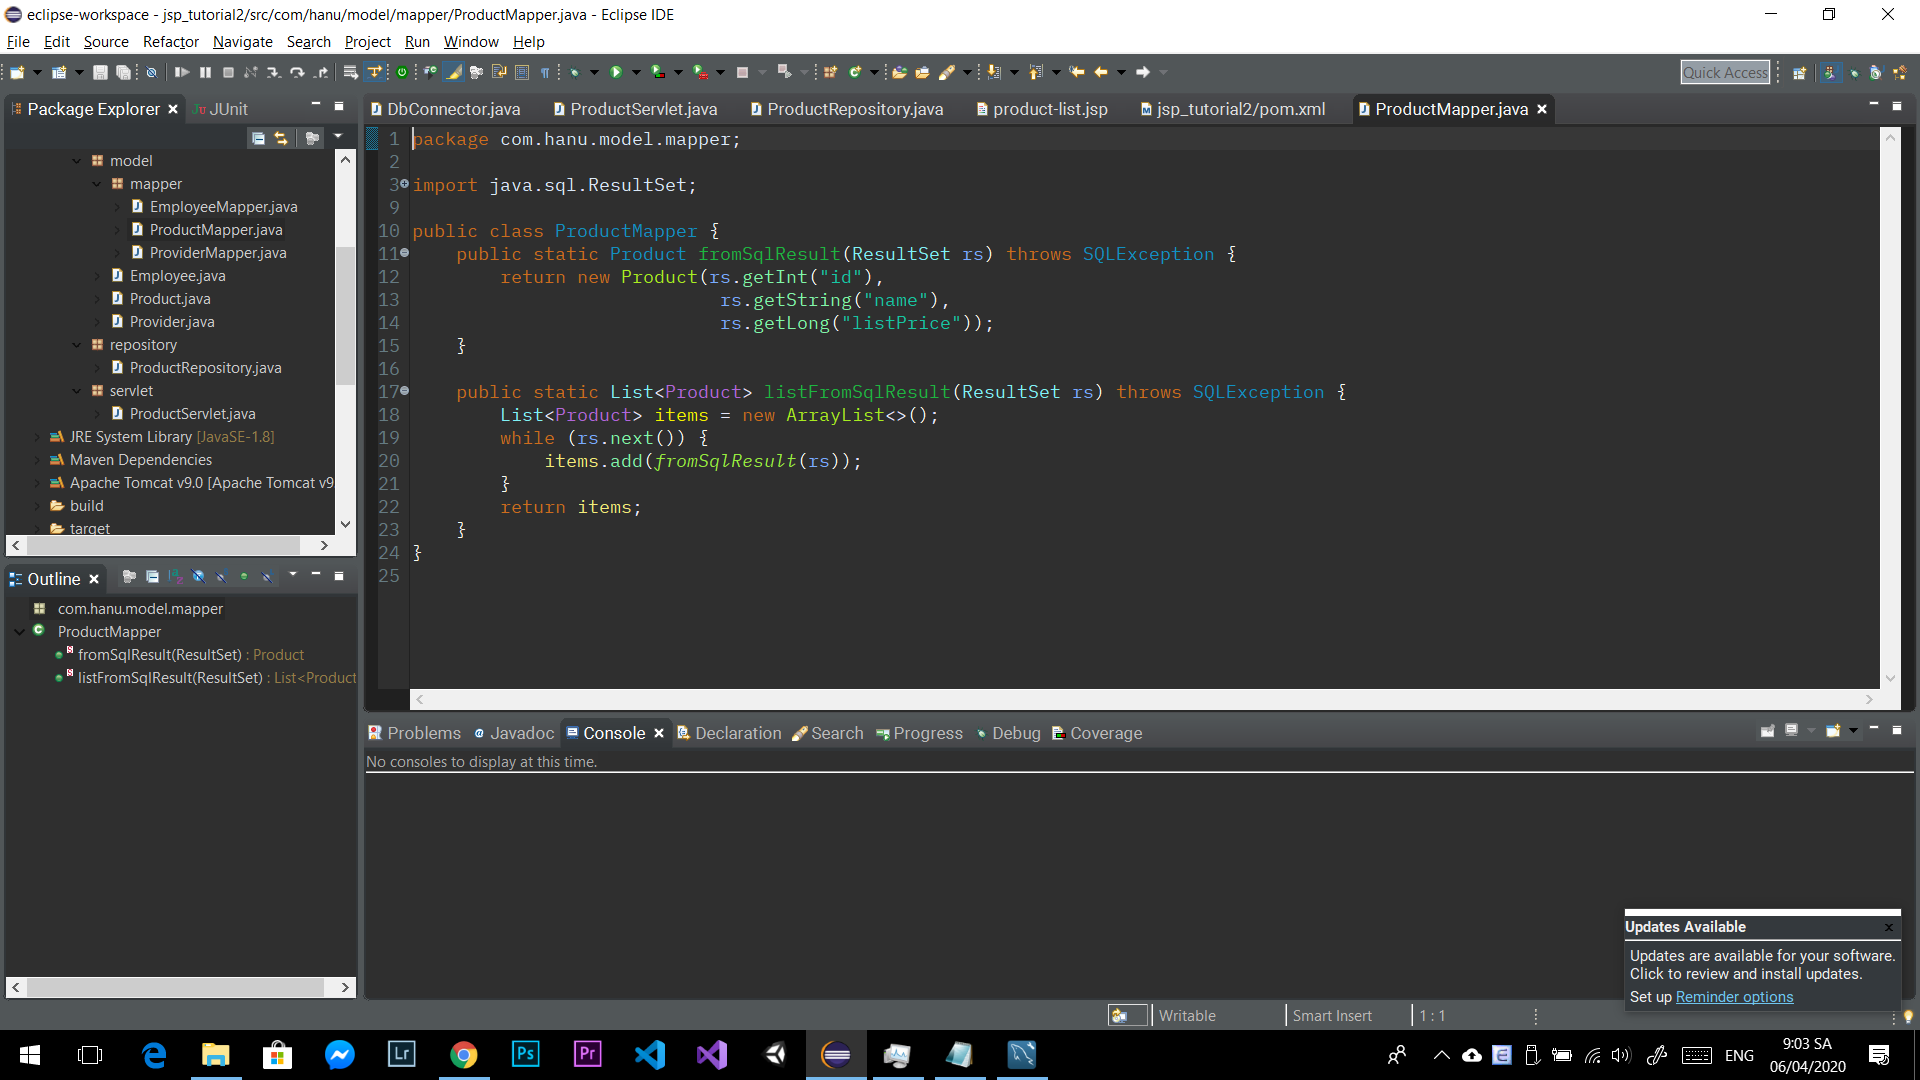 eclipse-workspace - jsp_tutorial2/src/com/hanu/model/mapper/ProductMapper.java - Eclipse IDE
File Edit Source Refactor Navigate Search Project Run Window Help
Quick Access
Package Explorer
JUnit
model
mapper
EmployeeMapper.java
ProductMapper.java
ProviderMapper.java
Employee.java
Product.java
Provider.java
repository
ProductRepository.java
servlet
ProductServlet.java
JRE System Library [JavaSE-1.8]
Maven Dependencies
Apache Tomcat v9.0 [Apache Tomcat v9
build
target
Outline
com.hanu.model.mapper
ProductMapper
fromSqlResult(ResultSet) : Product
listFromSqlResult(ResultSet) : List<Product
DbConnector.java ProductServlet.java ProductRepository.java product-list.jsp jsp_tutorial2/pom.xml ProductMapper.java
1 package com.hanu.model.mapper;
2
3 import java.sql.ResultSet;
9
10 public class ProductMapper {
11 public static Product fromSqlResult(ResultSet rs) throws SQLException {
12 return new Product(rs.getInt("id"),
13 rs.getString("name"),
14 rs.getLong("listPrice"));
15 }
16
17 public static List<Product> listFromSqlResult(ResultSet rs) throws SQLException {
18 List<Product> items = new ArrayList<>();
19 while (rs.next()) {
20 items.add(fromSqlResult(rs));
21 }
22 return items;
23 }
24 }
25
Problems Javadoc Console Declaration Search Progress Debug Coverage
No consoles to display at this time.
Updates Available
Updates are available for your software.
Click to review and install updates.
Set up Reminder options
Writable
Smart Insert
1 : 1
Lr
Ps
Pr
ENG
9:03 SA
06/04/2020